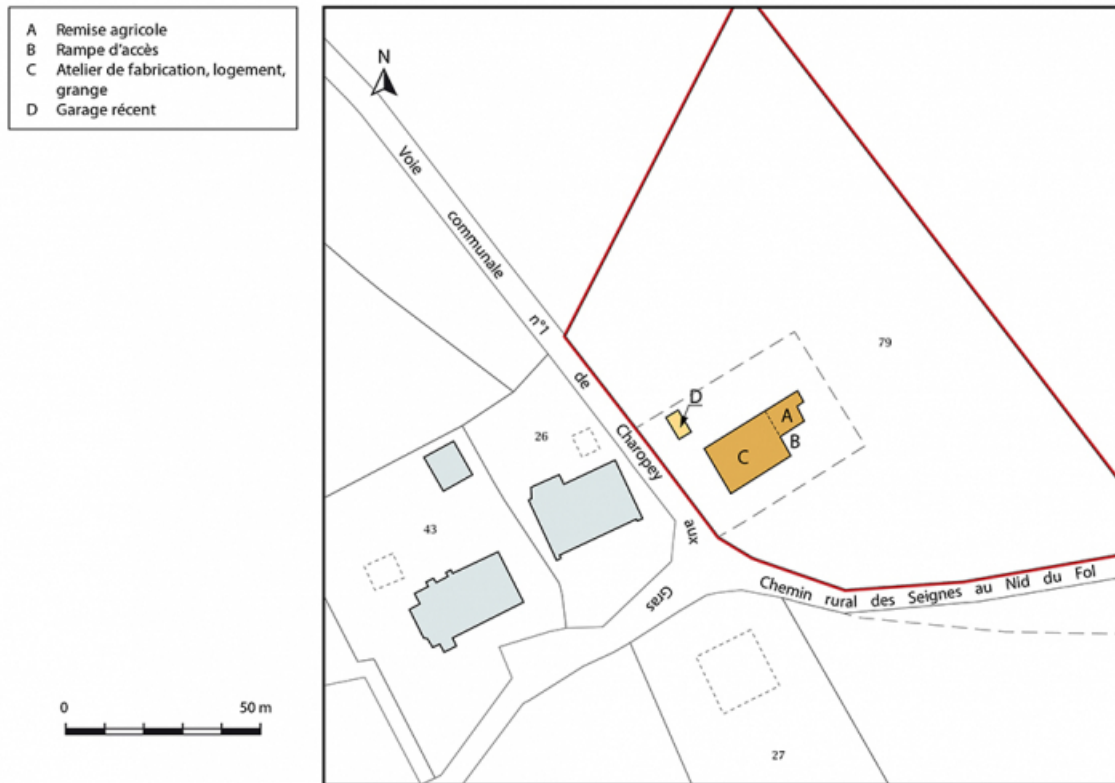 A Remise agricole
B Rampe d'accès
C Atelier de fabrication, logement,
grange
D Garage récent
N
Voie communale n°1 de Charopey aux Gras
79
D
A
B
C
26
43
Chemin rural des Seignes au Nid du Fol
27
0 50 m